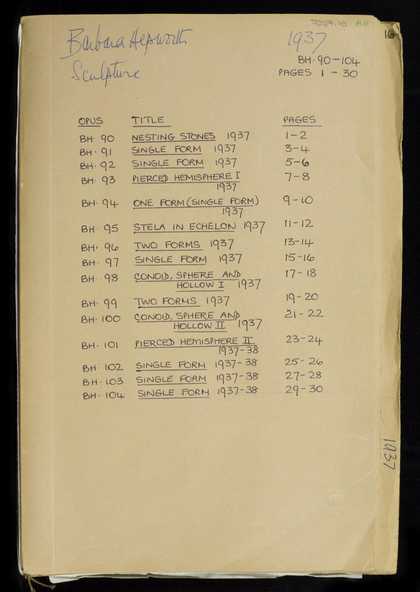 Barbara Hepworth
Sculpture
1937
BH·90-104
PAGES 1-30
OPUS TITLE PAGES
BH·90 NESTING STONES 1937 1-2
BH·91 SINGLE FORM 1937 3-4
BH·92 SINGLE FORM 1937 5-6
BH·93 PIERCED HEMISPHERE I 7-8
1937
BH·94 ONE FORM (SINGLE FORM) 9-10
1937
BH·95 STELA IN ECHELON 1937 11-12
BH·96 TWO FORMS 1937 13-14
BH·97 SINGLE FORM 1937 15-16
BH·98 CONOID, SPHERE AND 17-18
HOLLOW I 1937
BH·99 TWO FORMS 1937 19-20
BH·100 CONOID, SPHERE AND 21-22
HOLLOW II 1937
BH·101 PIERCED HEMISPHERE II 23-24
1937-38
BH·102 SINGLE FORM 1937-38 25-26
BH·103 SINGLE FORM 1937-38 27-28
BH·104 SINGLE FORM 1937-38 29-30
1937